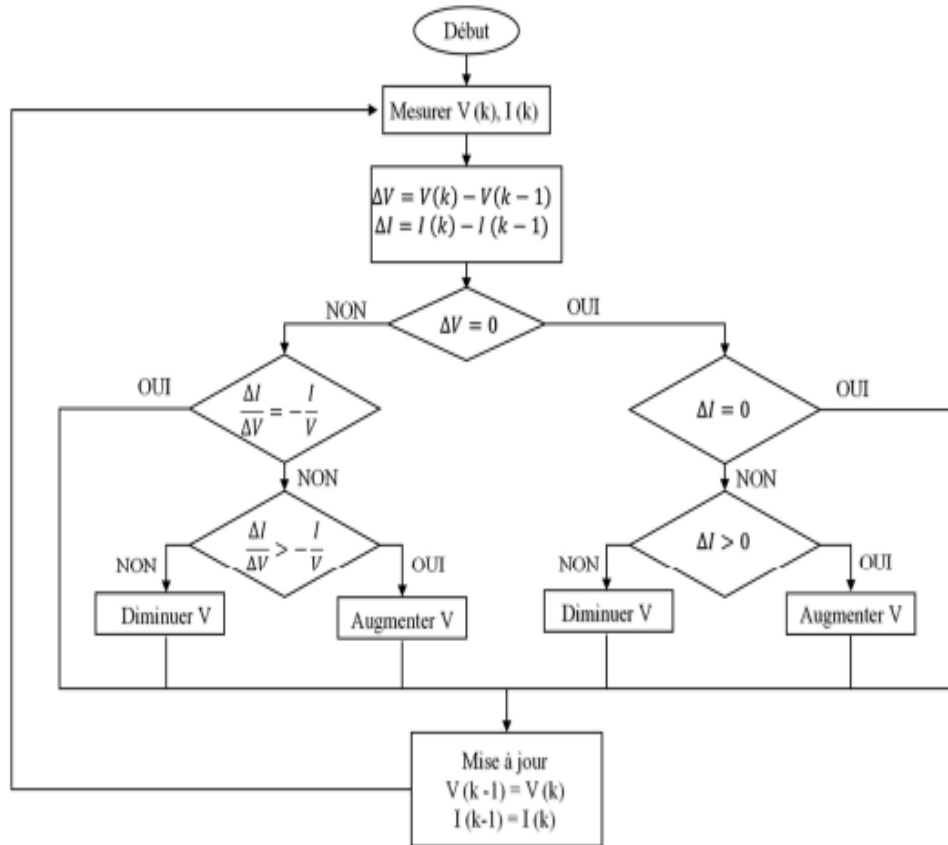 Début
Mesurer V (k), I (k)
ΔV = V(k) − V(k − 1)
ΔI = I (k) − I (k − 1)
NON
ΔV = 0
OUI
OUI
ΔI/ΔV = −I/V
ΔI = 0
OUI
NON
NON
ΔI/ΔV > −I/V
ΔI > 0
NON
OUI
NON
OUI
Diminuer V
Augmenter V
Diminuer V
Augmenter V
Mise à jour
V (k -1) = V(k)
I (k-1) = I (k)